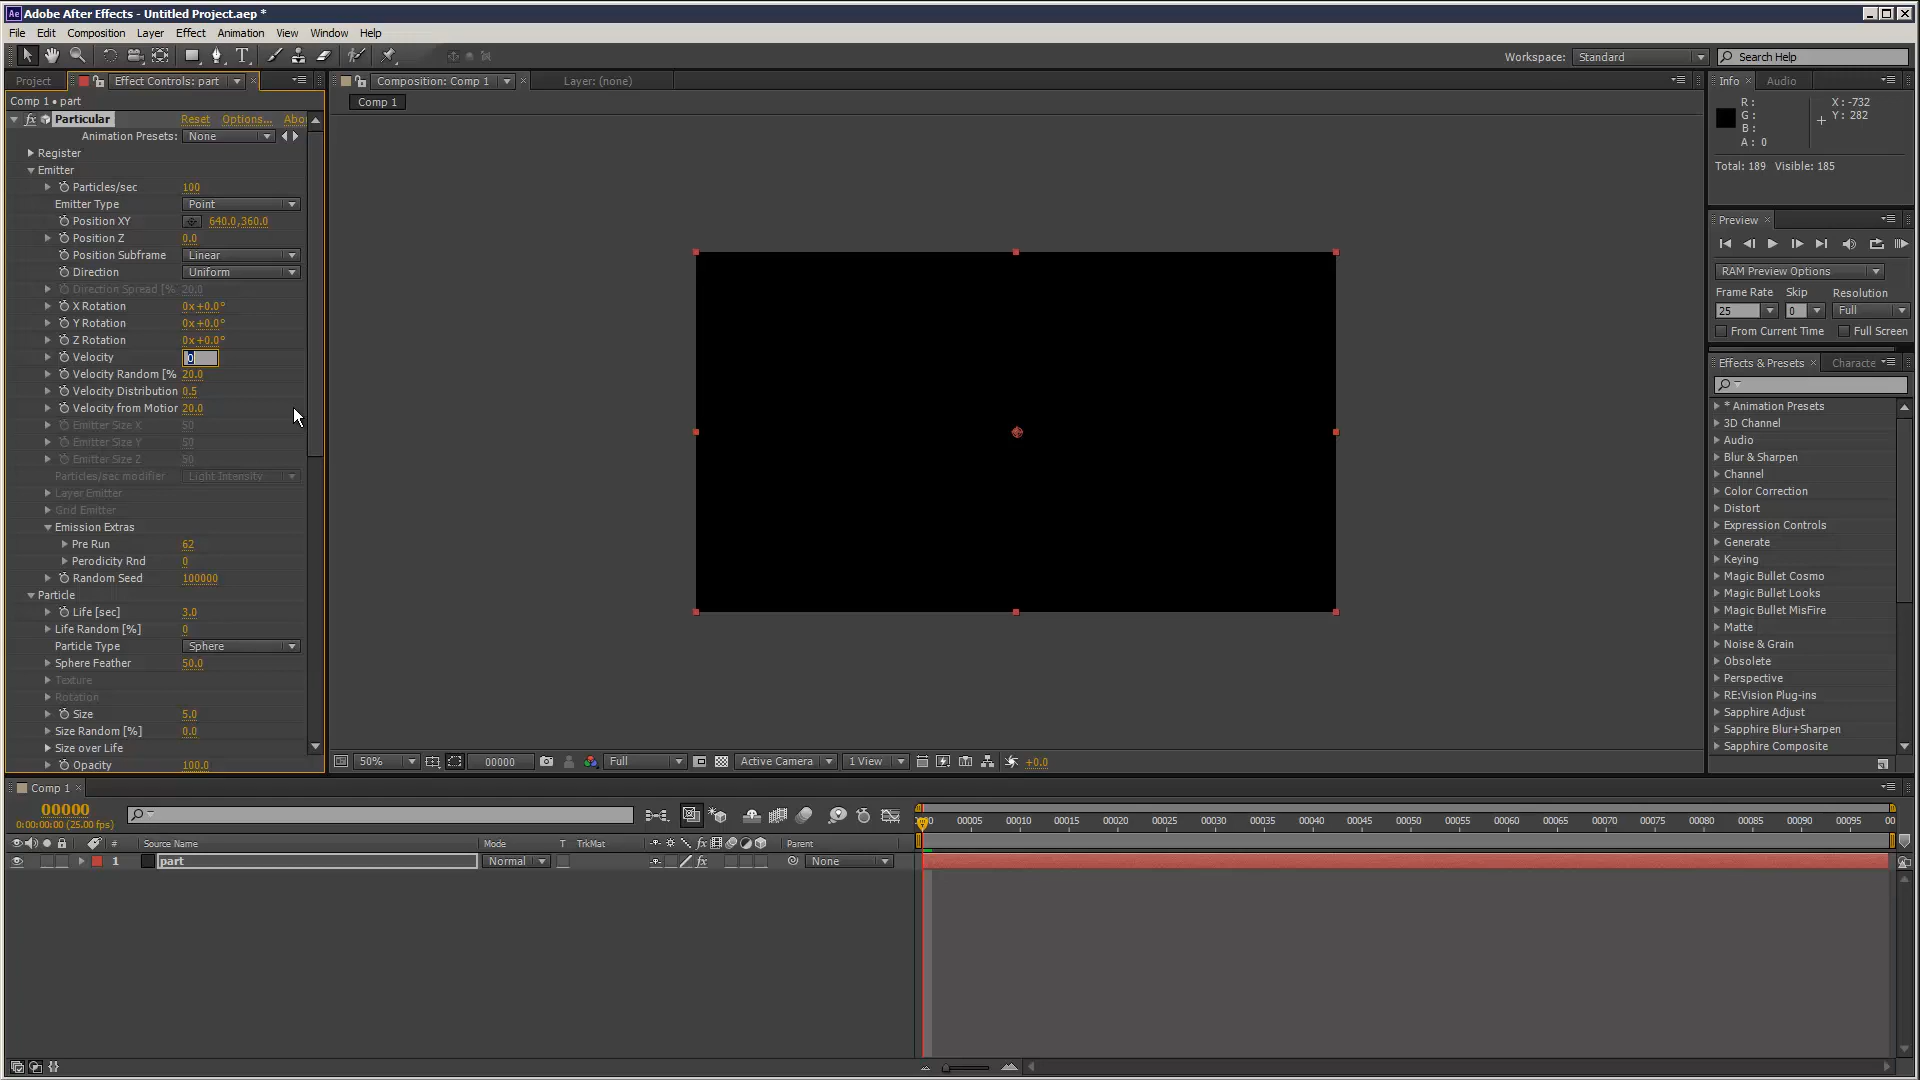 Ae Adobe After Effects - Untitled Project.aep *
File Edit Composition Layer Effect Animation View Window Help
Workspace: Standard Search Help
Project Effect Controls: part Composition: Comp 1 Layer: (none) Info Audio
Comp 1 • part
Comp 1
R: G: B: A: 0 X: -732 Y: 282
Total: 189 Visible: 185
Particular Reset Options... Abo
Animation Presets: None
Register
Emitter
Particles/sec 100
Emitter Type Point
Position XY 640.0,360.0
Position Z 0.0
Position Subframe Linear
Direction Uniform
Direction Spread [% 20.0
X Rotation 0x+0.0°
Y Rotation 0x+0.0°
Z Rotation 0x+0.0°
Velocity 0
Velocity Random [% 20.0
Velocity Distribution 0.5
Velocity from Motior 20.0
Emitter Size X 50
Emitter Size Y 50
Emitter Size Z 50
Particles/sec modifier Light Intensity
Layer Emitter
Grid Emitter
Emission Extras
Pre Run 62
Perodicity Rnd 0
Random Seed 100000
Particle
Life [sec] 3.0
Life Random [%] 0
Particle Type Sphere
Sphere Feather 50.0
Texture
Rotation
Size 5.0
Size Random [%] 0.0
Size over Life
Opacity 100.0
50% 00000 Full Active Camera 1 View +0.0
Preview
RAM Preview Options
Frame Rate Skip Resolution
25 0 Full
From Current Time Full Screen
Effects & Presets Characte
* Animation Presets
3D Channel
Audio
Blur & Sharpen
Channel
Color Correction
Distort
Expression Controls
Generate
Keying
Magic Bullet Cosmo
Magic Bullet Looks
Magic Bullet MisFire
Matte
Noise & Grain
Obsolete
Perspective
RE:Vision Plug-ins
Sapphire Adjust
Sapphire Blur+Sharpen
Sapphire Composite
Comp 1
00000
0:00:00:00 (25.00 fps)
00005 00010 00015 00020 00025 00030 00035 00040 00045 00050 00055 00060 00065 00070 00075 00080 00085 00090 00095 00
# Source Name Mode T TrkMat Parent
1 part Normal None